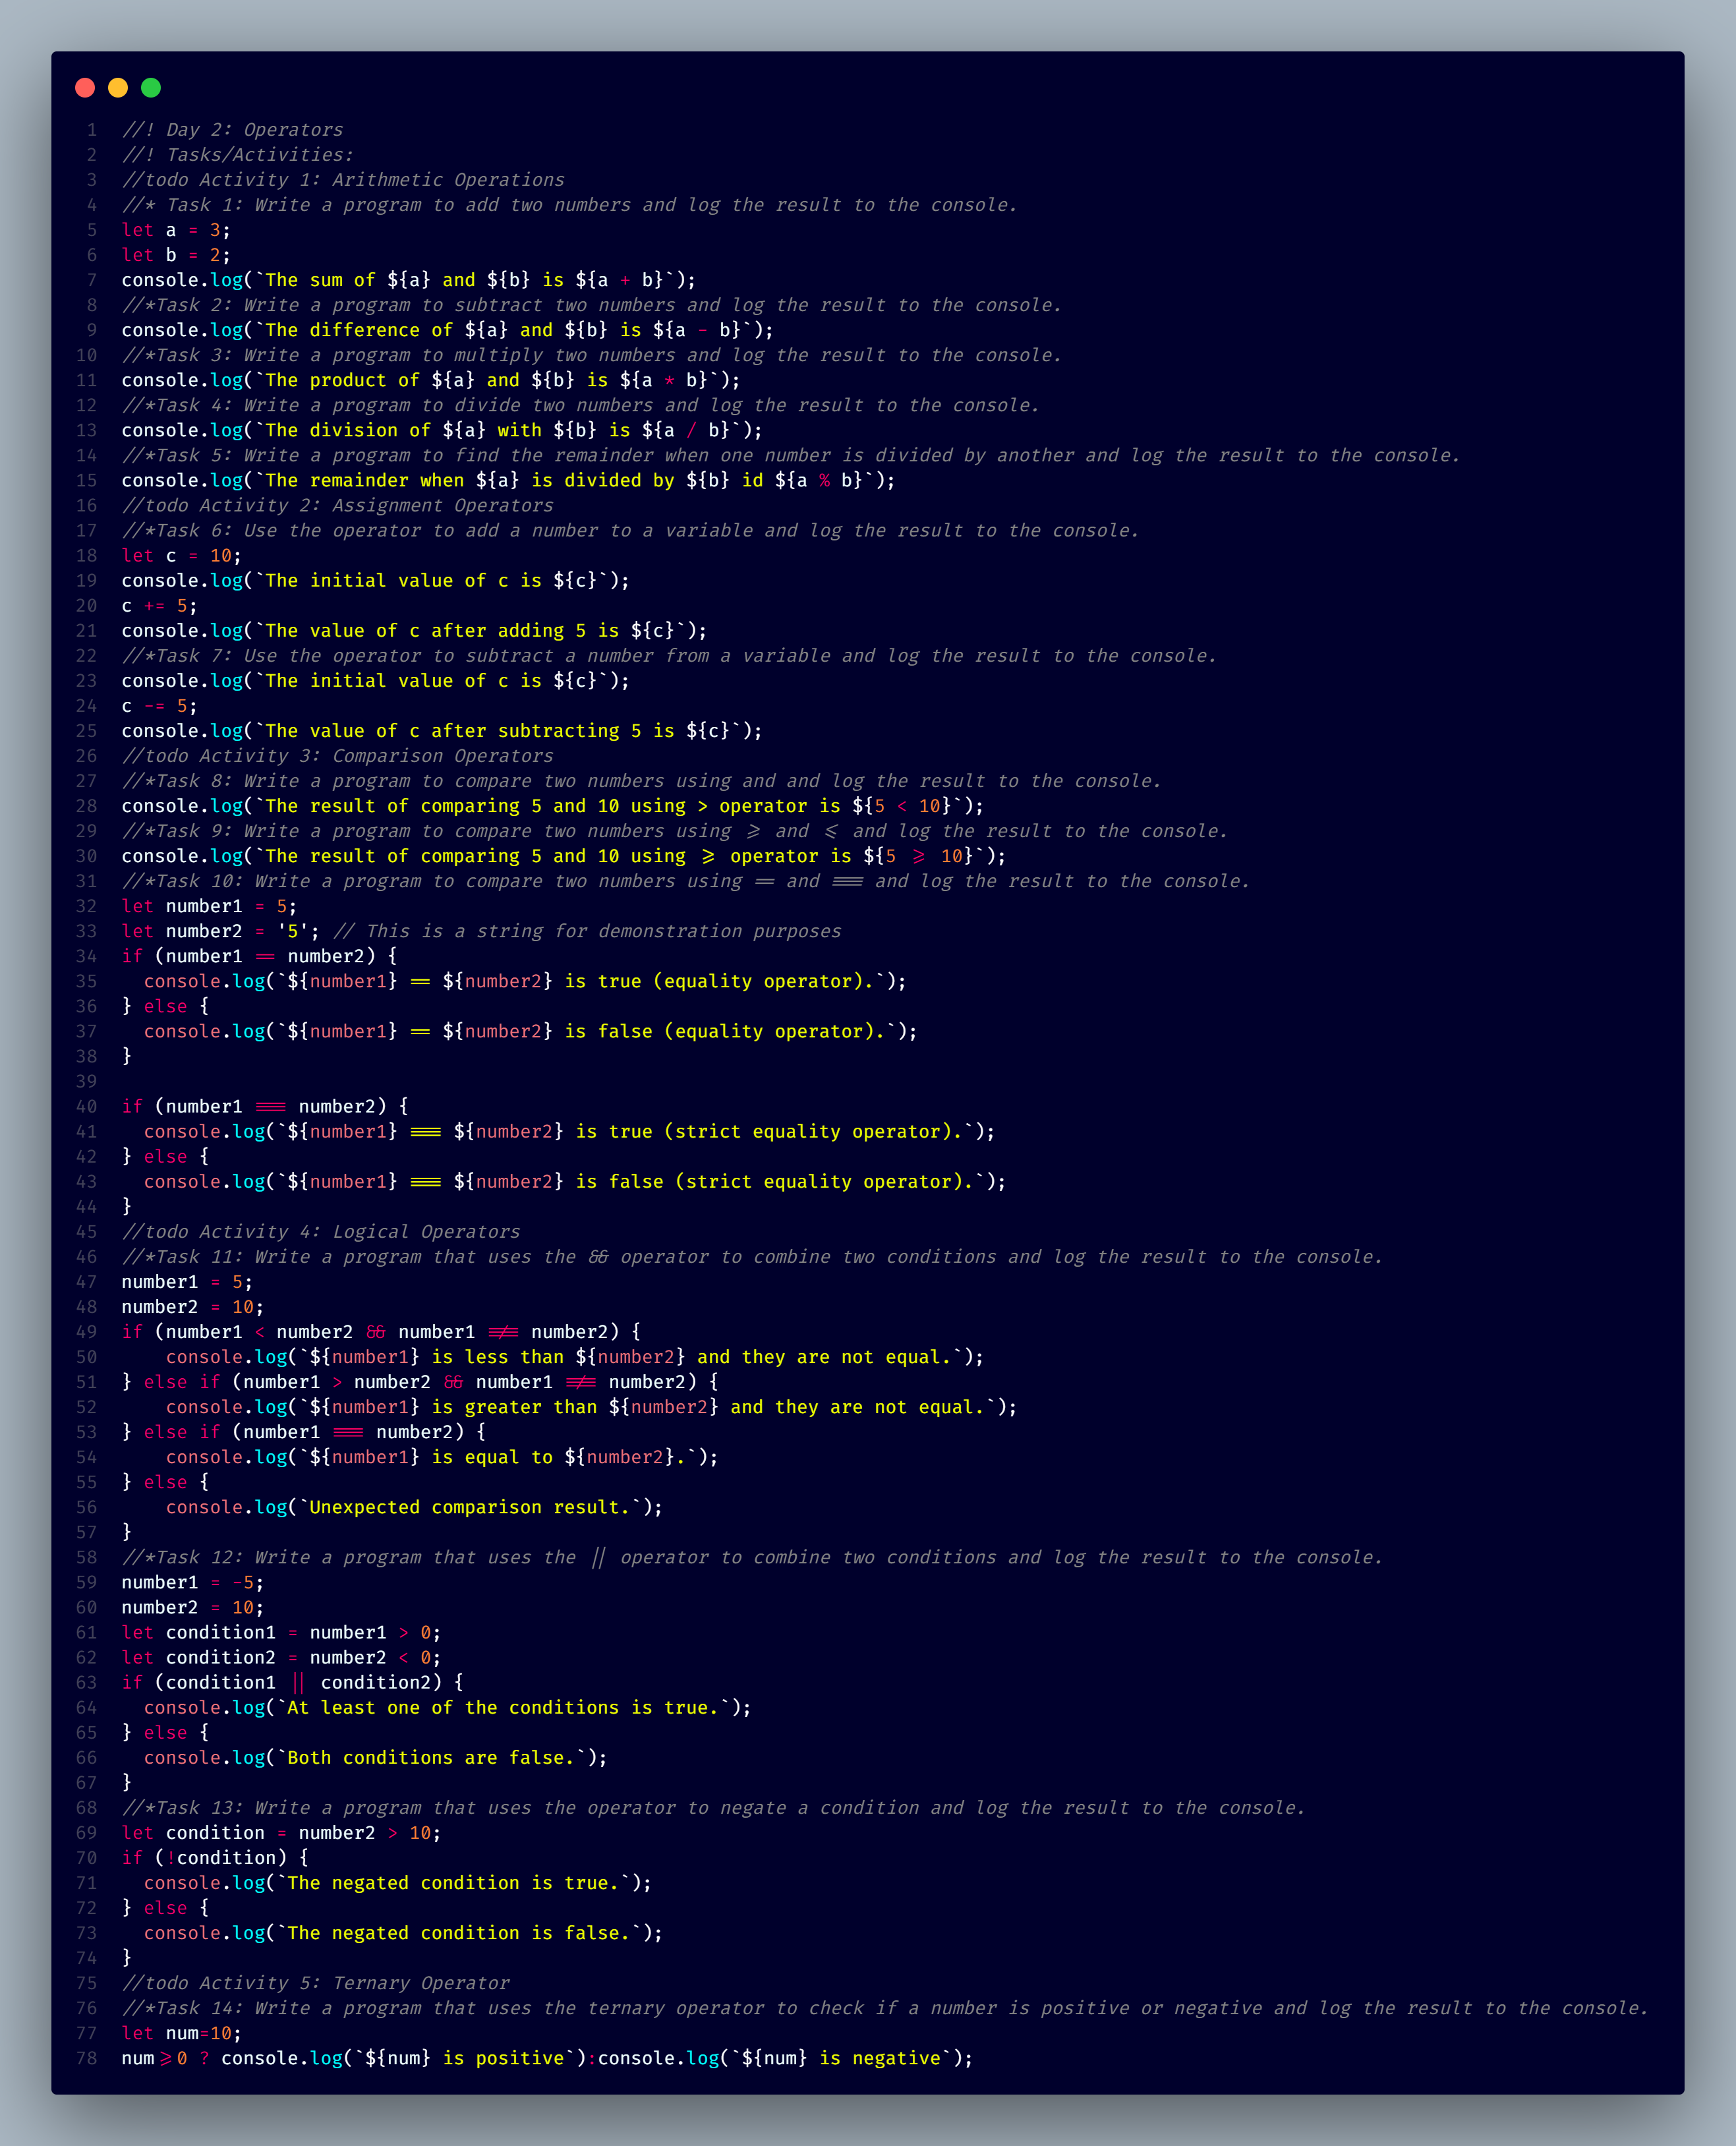 1 //! Day 2: Operators
2 //! Tasks/Activities:
3 //todo Activity 1: Arithmetic Operations
4 //* Task 1: Write a program to add two numbers and log the result to the console.
5 let a = 3;
6 let b = 2;
7 console.log(`The sum of ${a} and ${b} is ${a + b}`);
8 //*Task 2: Write a program to subtract two numbers and log the result to the console.
9 console.log(`The difference of ${a} and ${b} is ${a - b}`);
10 //*Task 3: Write a program to multiply two numbers and log the result to the console.
11 console.log(`The product of ${a} and ${b} is ${a * b}`);
12 //*Task 4: Write a program to divide two numbers and log the result to the console.
13 console.log(`The division of ${a} with ${b} is ${a / b}`);
14 //*Task 5: Write a program to find the remainder when one number is divided by another and log the result to the console.
15 console.log(`The remainder when ${a} is divided by ${b} id ${a % b}`);
16 //todo Activity 2: Assignment Operators
17 //*Task 6: Use the operator to add a number to a variable and log the result to the console.
18 let c = 10;
19 console.log(`The initial value of c is ${c}`);
20 c += 5;
21 console.log(`The value of c after adding 5 is ${c}`);
22 //*Task 7: Use the operator to subtract a number from a variable and log the result to the console.
23 console.log(`The initial value of c is ${c}`);
24 c -= 5;
25 console.log(`The value of c after subtracting 5 is ${c}`);
26 //todo Activity 3: Comparison Operators
27 //*Task 8: Write a program to compare two numbers using and and log the result to the console.
28 console.log(`The result of comparing 5 and 10 using > operator is ${5 < 10}`);
29 //*Task 9: Write a program to compare two numbers using >= and <= and log the result to the console.
30 console.log(`The result of comparing 5 and 10 using >= operator is ${5 >= 10}`);
31 //*Task 10: Write a program to compare two numbers using == and === and log the result to the console.
32 let number1 = 5;
33 let number2 = '5'; // This is a string for demonstration purposes
34 if (number1 == number2) {
35   console.log(`${number1} == ${number2} is true (equality operator).`);
36 } else {
37   console.log(`${number1} == ${number2} is false (equality operator).`);
38 }
39
40 if (number1 === number2) {
41   console.log(`${number1} === ${number2} is true (strict equality operator).`);
42 } else {
43   console.log(`${number1} === ${number2} is false (strict equality operator).`);
44 }
45 //todo Activity 4: Logical Operators
46 //*Task 11: Write a program that uses the && operator to combine two conditions and log the result to the console.
47 number1 = 5;
48 number2 = 10;
49 if (number1 < number2 && number1 !== number2) {
50     console.log(`${number1} is less than ${number2} and they are not equal.`);
51 } else if (number1 > number2 && number1 !== number2) {
52     console.log(`${number1} is greater than ${number2} and they are not equal.`);
53 } else if (number1 === number2) {
54     console.log(`${number1} is equal to ${number2}.`);
55 } else {
56     console.log(`Unexpected comparison result.`);
57 }
58 //*Task 12: Write a program that uses the || operator to combine two conditions and log the result to the console.
59 number1 = -5;
60 number2 = 10;
61 let condition1 = number1 > 0;
62 let condition2 = number2 < 0;
63 if (condition1 || condition2) {
64   console.log(`At least one of the conditions is true.`);
65 } else {
66   console.log(`Both conditions are false.`);
67 }
68 //*Task 13: Write a program that uses the operator to negate a condition and log the result to the console.
69 let condition = number2 > 10;
70 if (!condition) {
71   console.log(`The negated condition is true.`);
72 } else {
73   console.log(`The negated condition is false.`);
74 }
75 //todo Activity 5: Ternary Operator
76 //*Task 14: Write a program that uses the ternary operator to check if a number is positive or negative and log the result to the console.
77 let num=10;
78 num>=0 ? console.log(`${num} is positive`):console.log(`${num} is negative`);